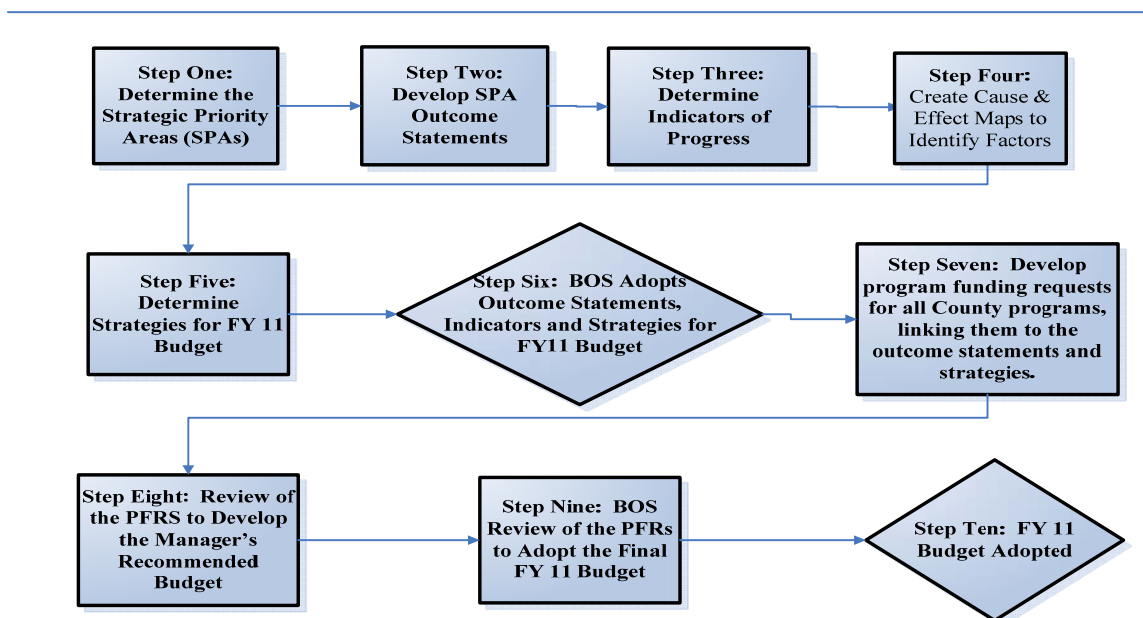 Step One:
Determine the
Strategic Priority
Areas (SPAs)
Step Two:
Develop SPA
Outcome
Statements
Step Three:
Determine
Indicators of
Progress
Step Four:
Create Cause &
Effect Maps to
Identify Factors
Step Five:
Determine
Strategies for FY 11
Budget
Step Six: BOS Adopts
Outcome Statements,
Indicators and Strategies for
FY11 Budget
Step Seven: Develop
program funding requests
for all County programs,
linking them to the
outcome statements and
strategies.
Step Eight: Review of
the PFRS to Develop
the Manager's
Recommended
Budget
Step Nine: BOS
Review of the PFRs
to Adopt the Final
FY 11 Budget
Step Ten: FY 11
Budget Adopted